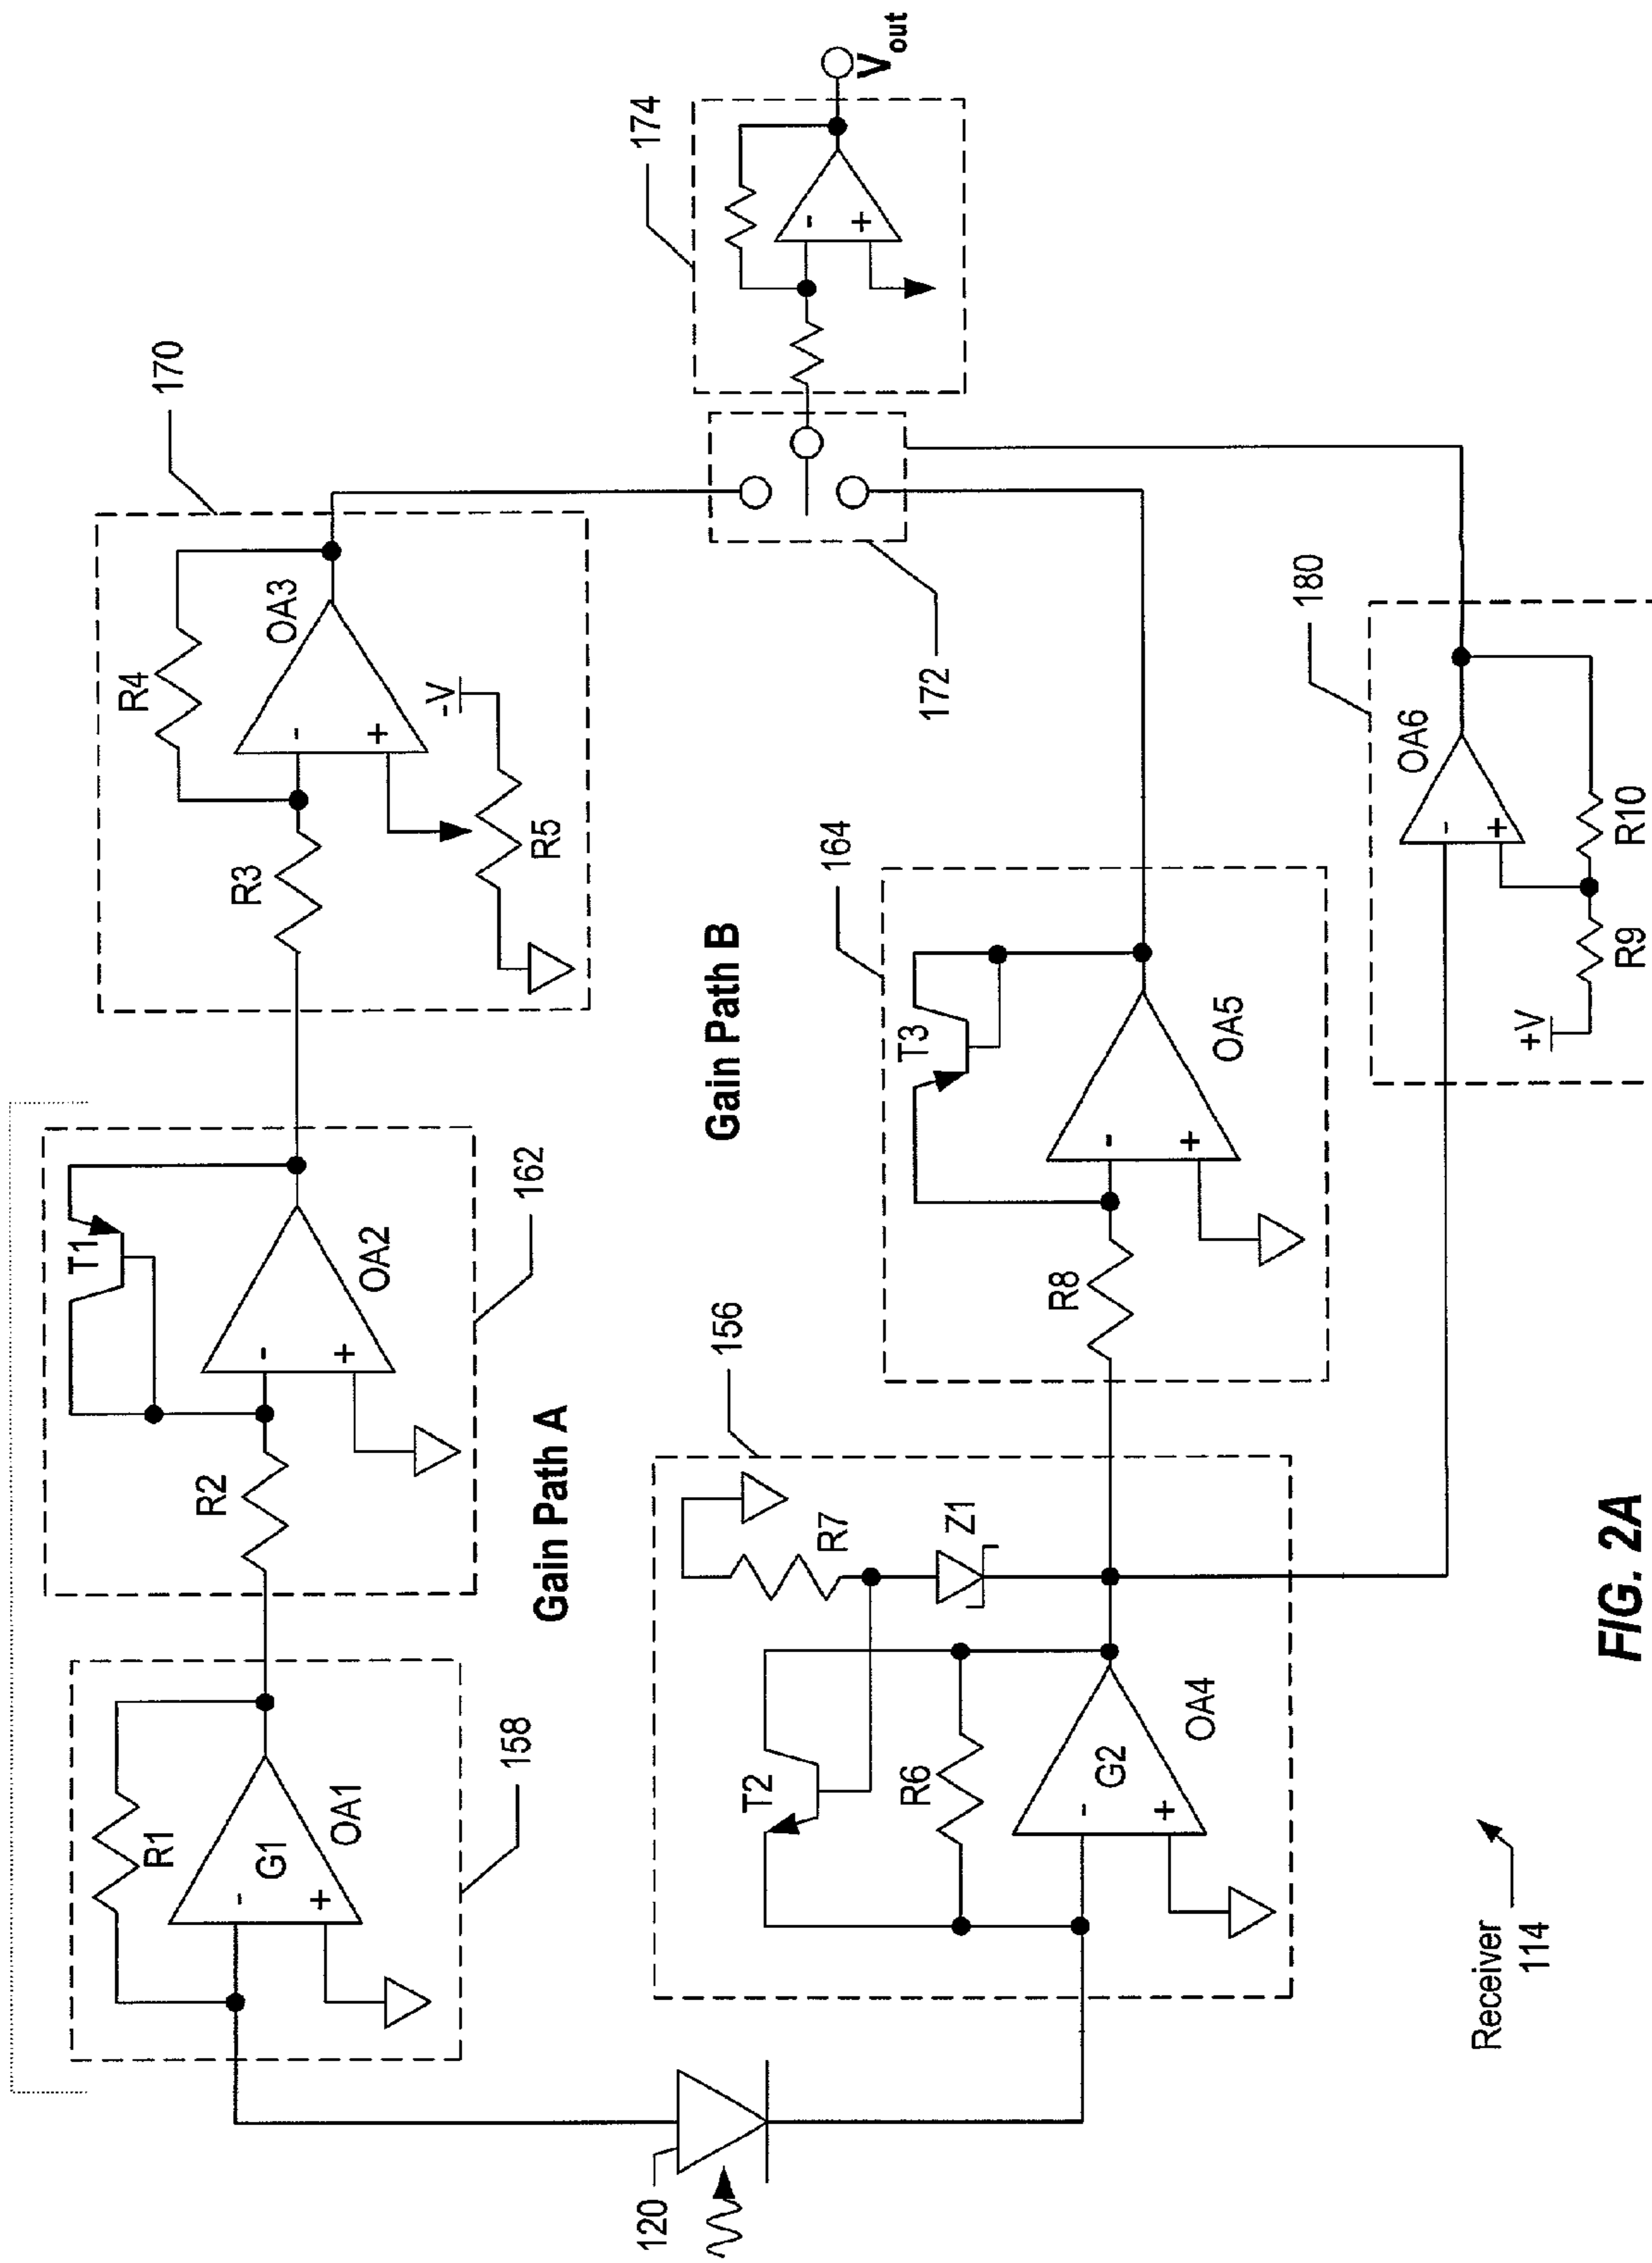 170
R4
OA3
R3
-V
R5
T1
R2
OA2
162
R1
G1
OA1
158
Gain Path A
174
V out
172
Gain Path B
164
T3
OA5
R8
156
R7
Z1
T2
R6
G2
OA4
120
180
OA6
+V
R9
R10
Receiver
114
FIG. 2A